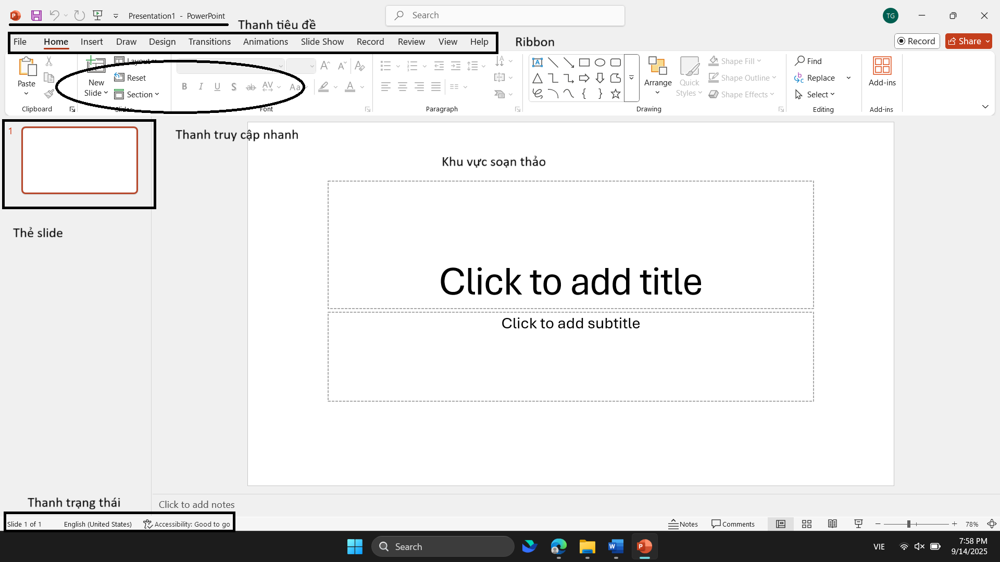 Presentation1 - PowerPoint
Search
TG
Thanh tiêu đề
File Home Insert Draw Design Transitions Animations Slide Show Record Review View Help
Ribbon
Record Share
Paste
New Slide
Layout
Reset
Section
Arrange
Quick Styles
Shape Fill
Shape Outline
Shape Effects
Find
Replace
Select
Add-ins
Clipboard Slides Font Paragraph Drawing Editing Add-ins
1
Thanh truy cập nhanh
Khu vực soạn thảo
Thẻ slide
Click to add title
Click to add subtitle
Thanh trạng thái
Click to add notes
Slide 1 of 1 English (United States) Accessibility: Good to go Notes Comments 78%
Search
VIE
7:58 PM
9/14/2025